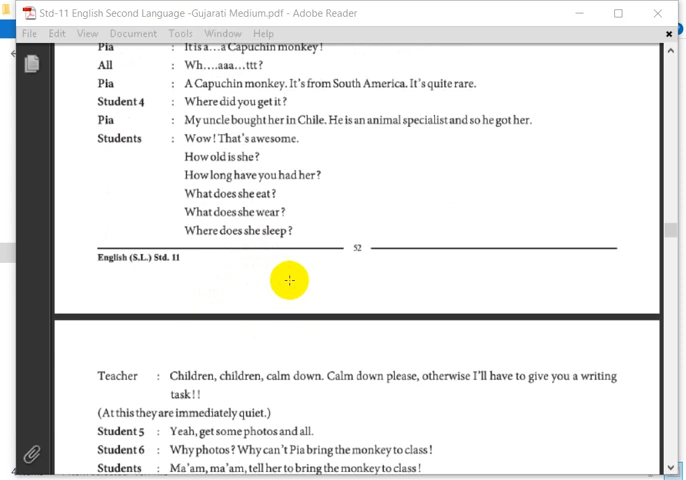 Std-11 English Second Language -Gujarati Medium.pdf - Adobe Reader
File Edit View Document Tools Window Help
Pia : It is a...a Capuchin monkey!
All : Wh....aaa...ttt?
Pia : A Capuchin monkey. It's from South America. It's quite rare.
Student 4 : Where did you get it?
Pia : My uncle bought her in Chile. He is an animal specialist and so he got her.
Students : Wow! That's awesome.
How old is she?
How long have you had her?
What does she eat?
What does she wear?
Where does she sleep?
52
English (S.L.) Std. 11
Teacher : Children, children, calm down. Calm down please, otherwise I'll have to give you a writing
task!!
(At this they are immediately quiet.)
Student 5 : Yeah, get some photos and all.
Student 6 : Why photos? Why can't Pia bring the monkey to class!
Students : Ma'am, ma'am, tell her to bring the monkey to class!